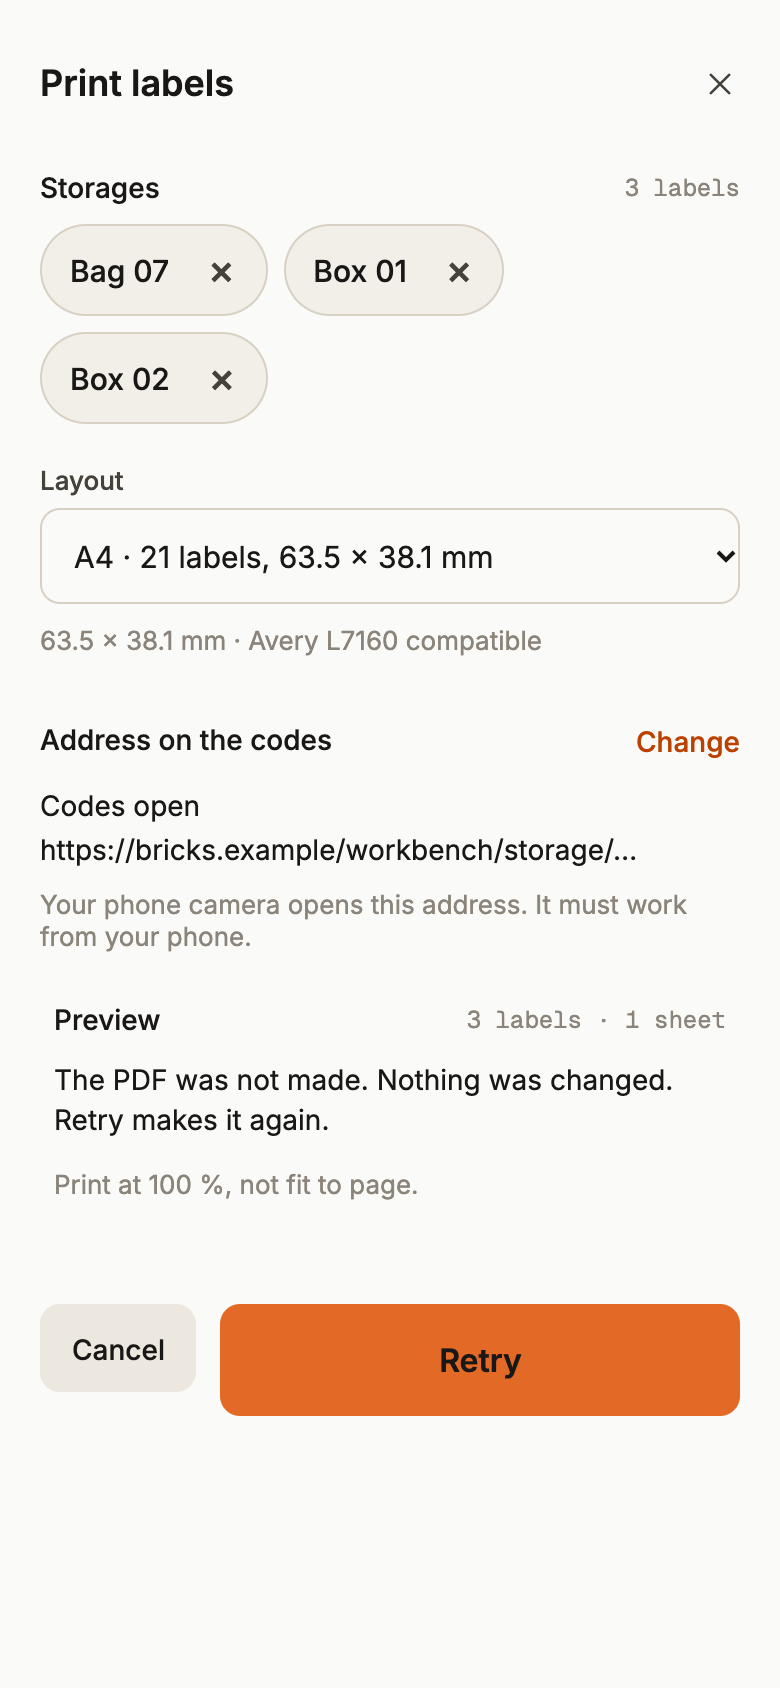 Print labels
Storages 3 labels
Bag 07 × Box 01 ×
Box 02 ×
Layout
A4 · 21 labels, 63.5 × 38.1 mm
63.5 × 38.1 mm · Avery L7160 compatible
Address on the codes Change
Codes open
https://bricks.example/workbench/storage/...
Your phone camera opens this address. It must work
from your phone.
Preview 3 labels · 1 sheet
The PDF was not made. Nothing was changed.
Retry makes it again.
Print at 100 %, not fit to page.
Cancel Retry